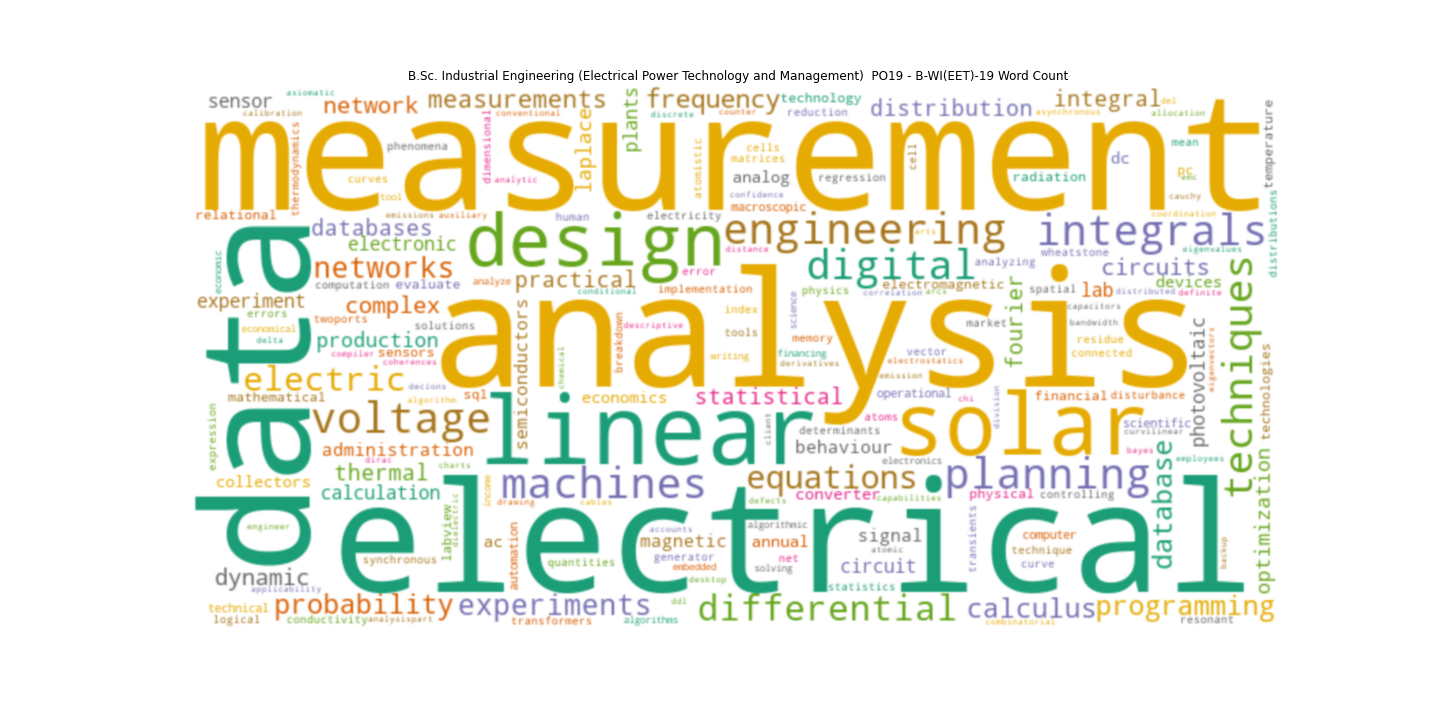 B.Sc. Industrial Engineering (Electrical Power Technology and Management)  PO19 - B-WI(EET)-19 Word Count
axiomatic
sensor
network
measurements
frequency
technology
distribution
integral
del
calibration
conventional
plants
discrete
counter
reduction
asynchronous
allocation
temperature
measurement
thermodynamics
phenomena
dimensional
laplace
atomistic
cells
matrices
cell
dc
mean
curves
analytic
analog
regression
radiation
pc
emc
tool
confidence
cauchy
relational
emissions
auxiliary
human
electricity
macroscopic
coordination
distributions
data
databases
design
engineering
arts
integrals
electronic
distance
digital
analyzing
wheatstone
eigenvalues
economic
networks
practical
error
circuits
computation
evaluate
analyze
conditional
implementation
physics
electromagnetic
correlation
arcs
fourier
spatial
lab
devices
distributed
definite
techniques
experiment
errors
complex
twoports
solutions
analysis
index
science
market
capacitors
bandwidth
economical
delta
production
semiconductors
descriptive
tools
memory
residue
connected
photovoltaic
compiler
sensors
coherences
breakdown
chemical
writing
financing
derivatives
vector
electrostatics
eigenvectors
technologies
electric
decions
emission
mathematical
algorithe
sql
economics
statistical
operational
chi
division
financial
disturbance
expression
voltage
linear
client
atoms
solar
scientific
curvilinear
determinants
administration
behaviour
bayes
employees
dirac
charts
electronics
thermal
machines
equations
planning
database
optimization
collectors
calculation
income
drawing
cables
converter
capabilities
physical
controlling
defects
engineer
electrical
labview
dielectric
algorithmic
accounts
signal
transients
computer
ac
automation
magnetic
annual
atomic
technique
backup
synchronous
quantities
generator
embedded
net
solving
circuit
curve
dynamic
desktop
statistics
applicability
technical
logical
probability
experiments
ddl
differential
calculus
programming
conductivity
analysispart
transformers
algorithms
combinatorial
resonant